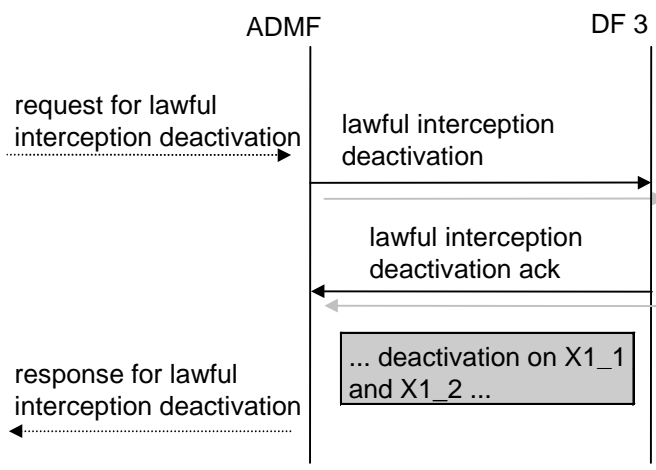 ADMF
DF 3
request for lawful
interception deactivation
lawful interception
deactivation
lawful interception
deactivation ack
... deactivation on X1_1
and X1_2 ...
response for lawful
interception deactivation